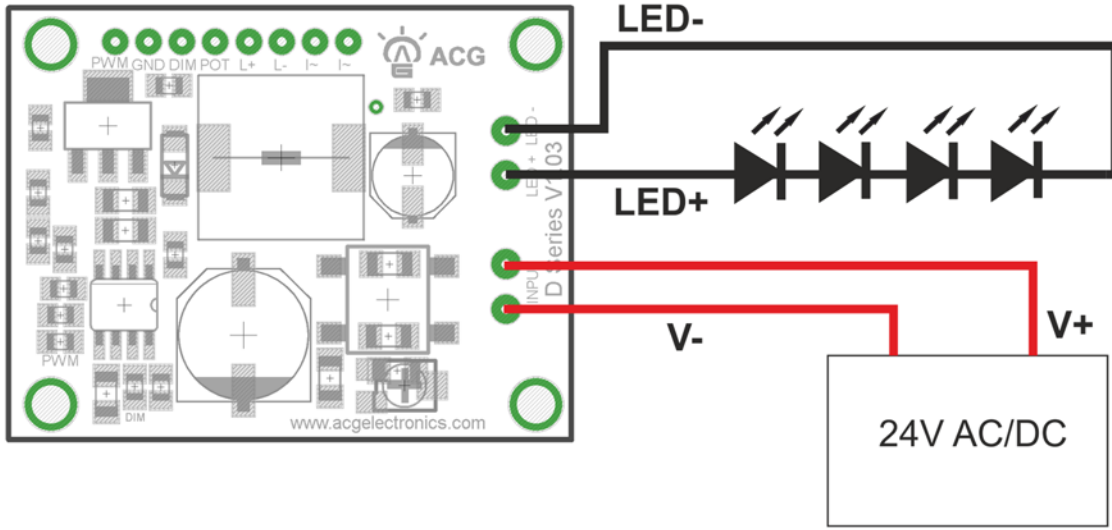 LED-
PWM GND DIM POT L+ L- I~ I~
ACG
LED -
LED +
LED+
D Series V1.03
INPUT
V+
V-
PWM
DIM
www.acgelectronics.com
24V AC/DC